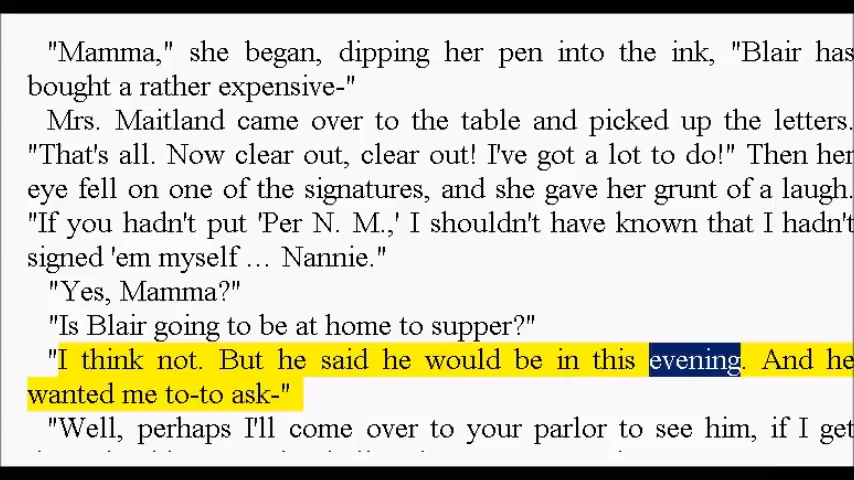 "Mamma," she began, dipping her pen into the ink, "Blair has
bought a rather expensive-"
Mrs. Maitland came over to the table and picked up the letters.
"That's all. Now clear out, clear out! I've got a lot to do!" Then her
eye fell on one of the signatures, and she gave her grunt of a laugh.
"If you hadn't put 'Per N. M.,' I shouldn't have known that I hadn't
signed 'em myself … Nannie."
"Yes, Mamma?"
"Is Blair going to be at home to supper?"
"I think not. But he said he would be in this evening. And he
wanted me to-to ask-"
"Well, perhaps I'll come over to your parlor to see him, if I get